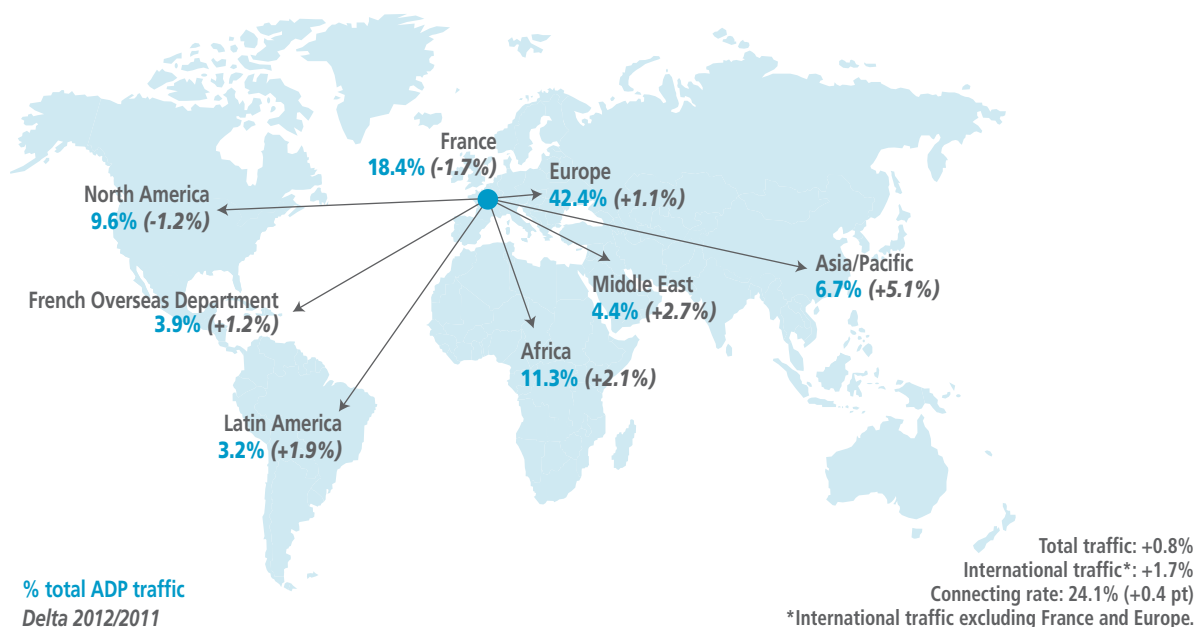 France
18.4% (-1.7%)
Europe
42.4% (+1.1%)
North America
9.6% (-1.2%)
Asia/Pacific
6.7% (+5.1%)
Middle East
4.4% (+2.7%)
French Overseas Department
3.9% (+1.2%)
Africa
11.3% (+2.1%)
Latin America
3.2% (+1.9%)
% total ADP traffic
Delta 2012/2011
Total traffic: +0.8%
International traffic*: +1.7%
Connecting rate: 24.1% (+0.4 pt)
*International traffic excluding France and Europe.